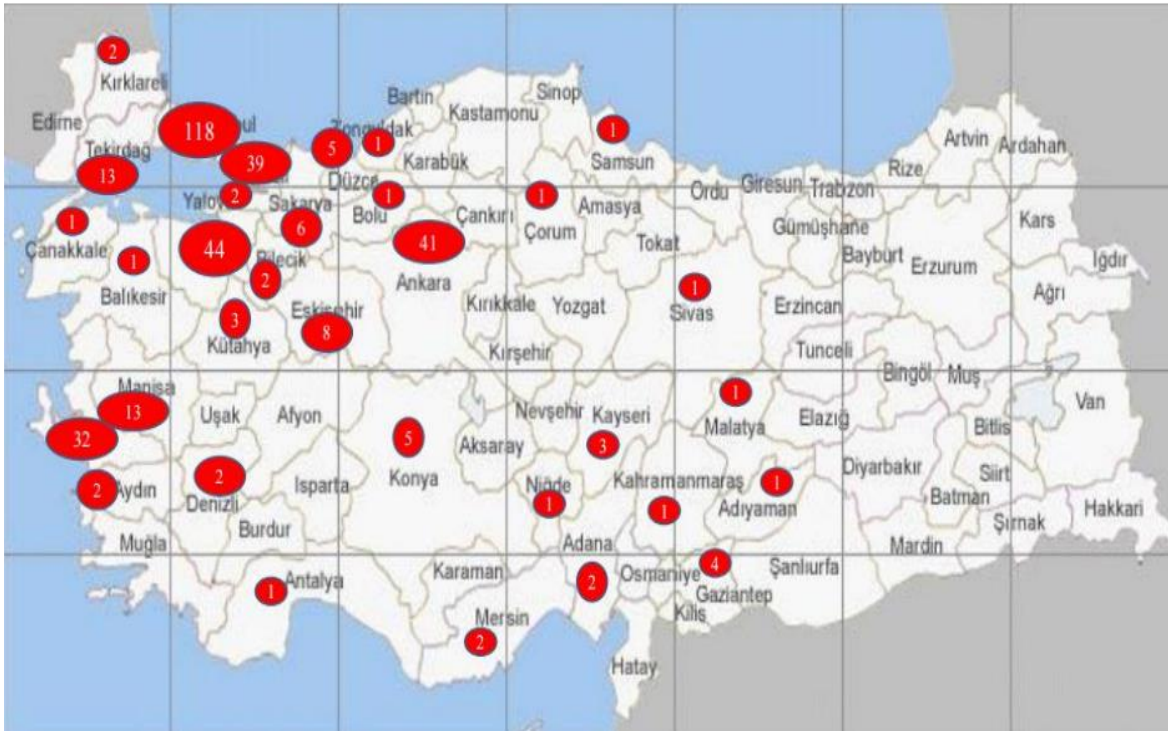 2
Kırklareli
Edirne
118
ul
Tekirdağ
13
39
5
Zonguldak
1
Bartın
Kastamonu
Sinop
1
Samsun
Karabük
Düzce
Artvin
Ardahan
Rize
Trabzon
Giresun
Ordu
Yalova
2
Sakarya
6
Bolu
1
Çankırı
1
Çorum
Amasya
Tokat
Gümüşhane
Bayburt
Erzurum
Kars
Iğdır
Ağrı
1
Çanakkale
1
Balıkesir
44
Bilecik
2
41
Ankara
3
Kütahya
Eskişehir
8
Kırıkkale
Yozgat
Kırşehir
1
Sivas
Erzincan
Tunceli
Bingöl
Muş
Van
Bitlis
Manisa
13
32
Uşak
Afyon
5
Konya
Aksaray
Nevşehir
Kayseri
3
1
Malatya
Elazığ
Diyarbakır
Siirt
Batman
Şırnak
Hakkari
Mardin
2
Aydın
2
Denizli
Isparta
Burdur
Muğla
Niğde
1
Kahramanmaraş
1
1
Adıyaman
Adana
2
Osmaniye
4
Gaziantep
Kilis
Şanlıurfa
1
Antalya
Karaman
Mersin
2
Hatay